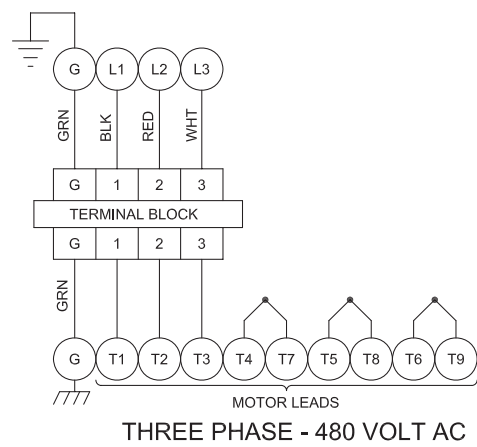 G L1 L2 L3
GRN BLK RED WHT
G 1 2 3
TERMINAL BLOCK
G 1 2 3
GRN
G T1 T2 T3 T4 T7 T5 T8 T6 T9
MOTOR LEADS
THREE PHASE - 480 VOLT AC